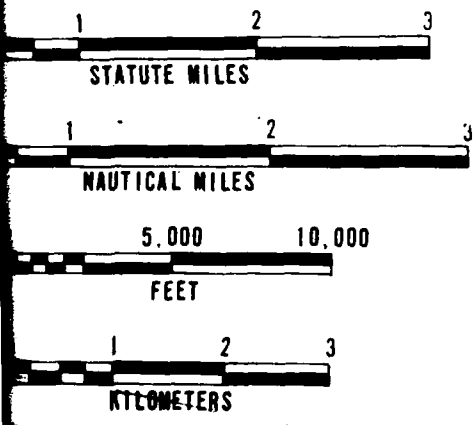 1 2 3
STATUTE MILES
1 2 3
NAUTICAL MILES
5,000 10,000
FEET
1 2 3
KILOMETERS